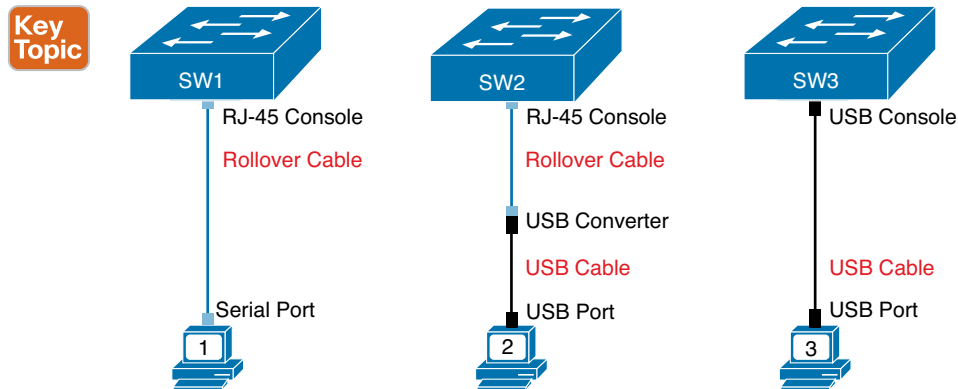 Key
Topic
SW1
RJ-45 Console
Rollover Cable
Serial Port
1
SW2
RJ-45 Console
Rollover Cable
USB Converter
USB Cable
USB Port
2
SW3
USB Console
USB Cable
USB Port
3